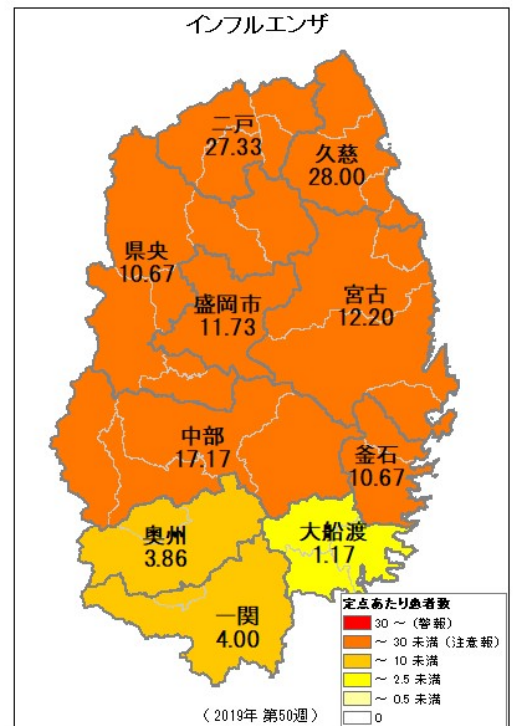 インフルエンザ
二戸
27.33
久慈
28.00
県央
10.67
盛岡市
11.73
宮古
12.20
中部
17.17
釜石
10.67
奥州
3.86
大船渡
1.17
一関
4.00
定点あたり患者数
30 ~ (警報)
~ 30 未満 (注意報)
~ 10 未満
~ 2.5 未満
~ 0.5 未満
0
(2019年 第50週)